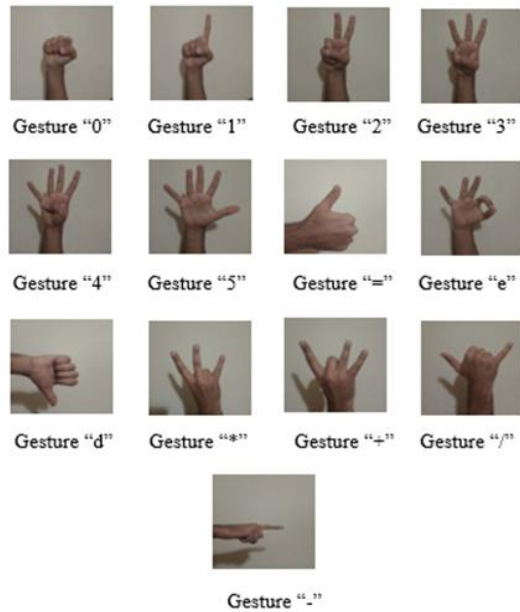 Gesture “0” Gesture “1” Gesture “2” Gesture “3”
Gesture “4” Gesture “5” Gesture “=” Gesture “e”
Gesture “d” Gesture “*” Gesture “+” Gesture “/”
Gesture “-”